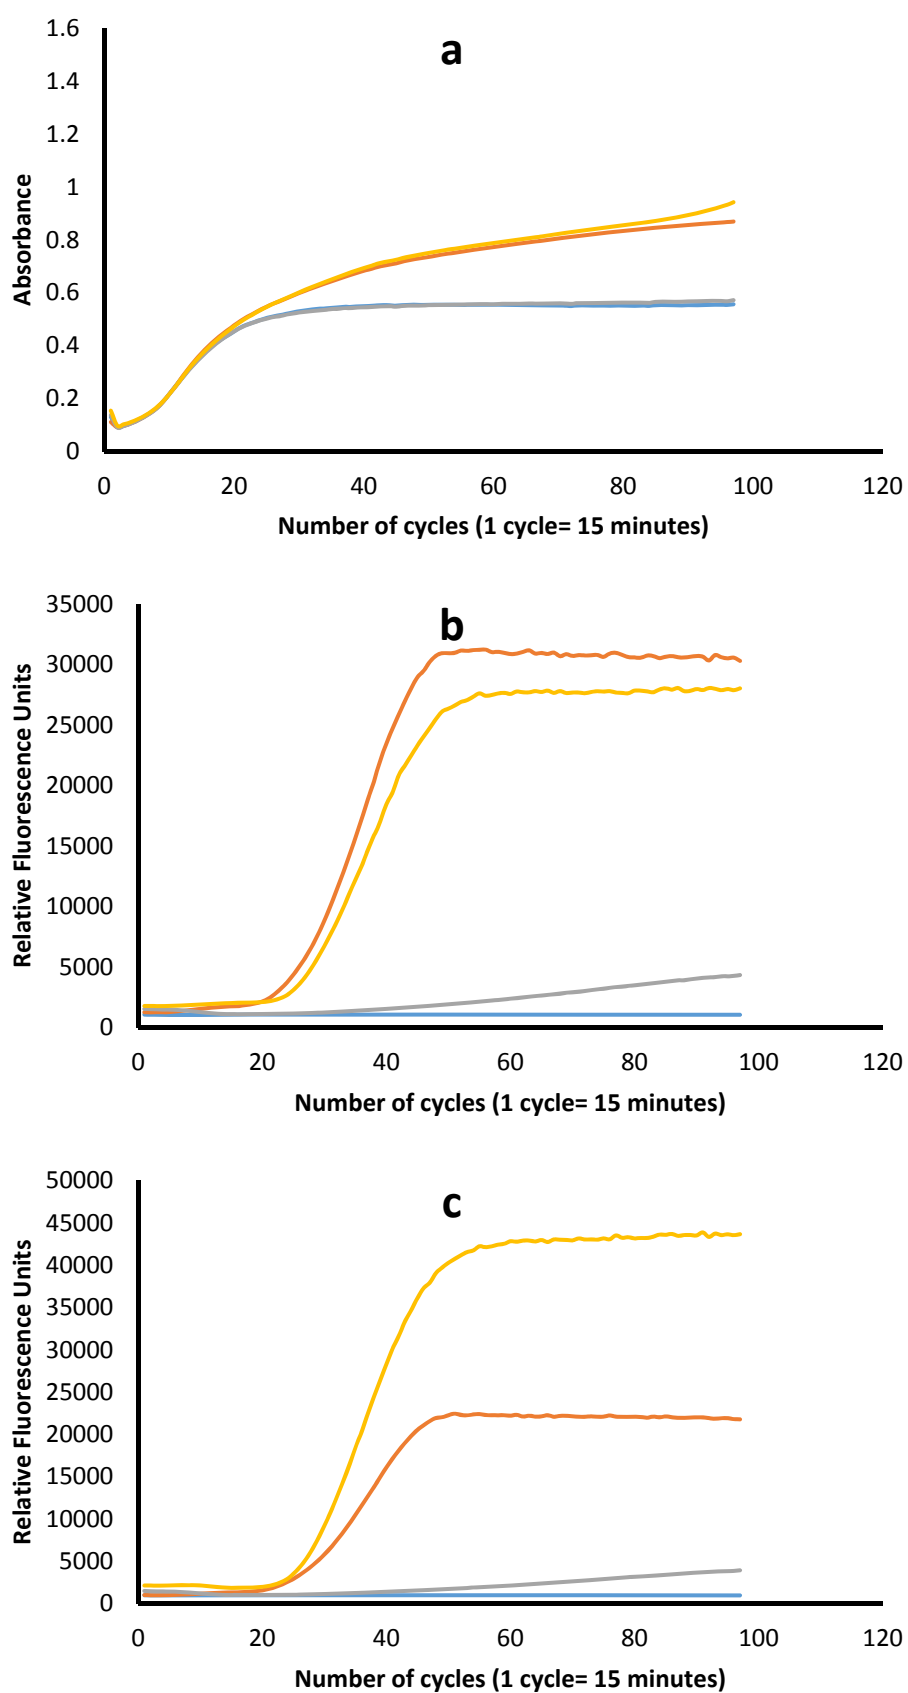 a
1.6
1.4
1.2
1
0.8
0.6
0.4
0.2
0
Absorbance
0 20 40 60 80 100 120
Number of cycles (1 cycle= 15 minutes)
b
35000
30000
25000
20000
15000
10000
5000
0
Relative Fluorescence Units
0 20 40 60 80 100 120
Number of cycles (1 cycle= 15 minutes)
c
50000
45000
40000
35000
30000
25000
20000
15000
10000
5000
0
Relative Fluorescence Units
0 20 40 60 80 100 120
Number of cycles (1 cycle= 15 minutes)